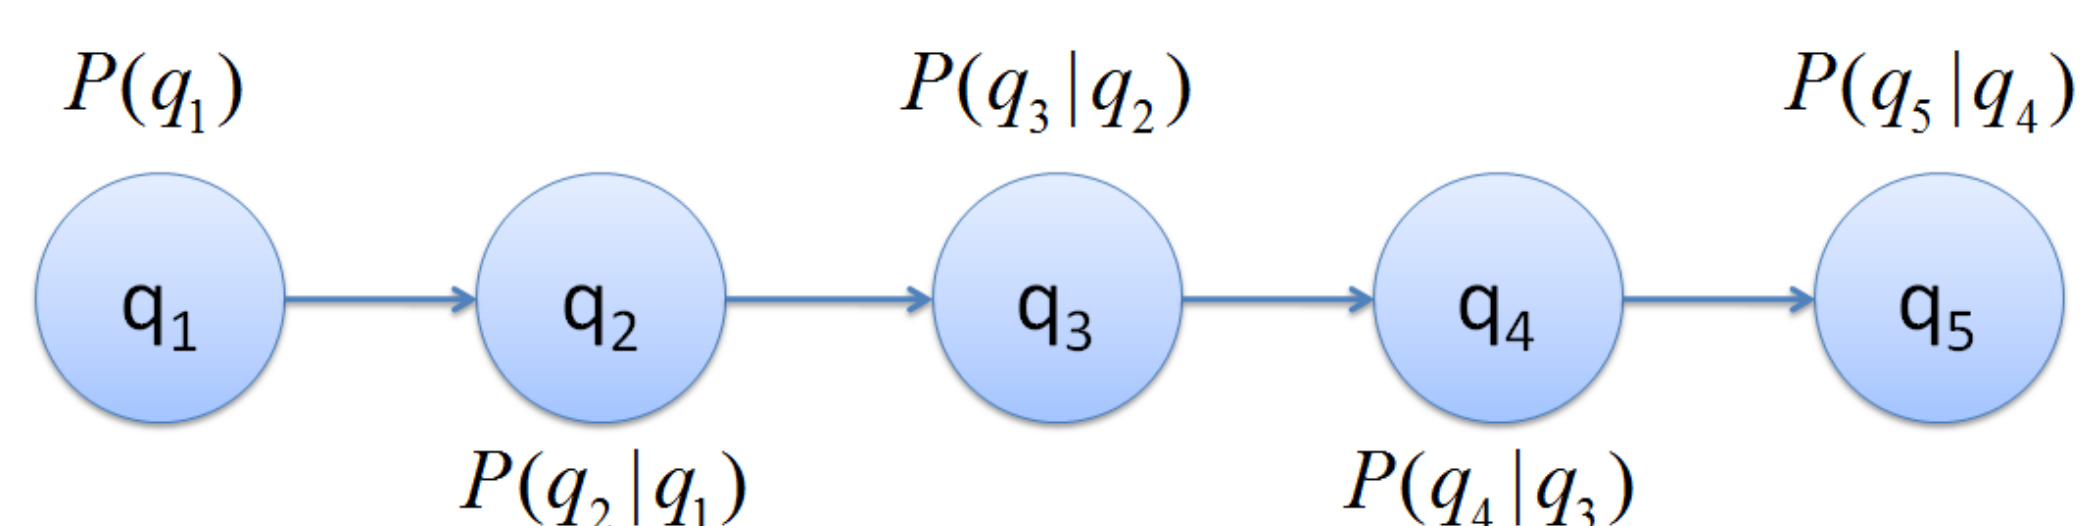 P(q₁) P(q₃|q₂) P(q₅|q₄)
q₁ q₂ q₃ q₄ q₅
P(q₂|q₁) P(q₄|q₃)